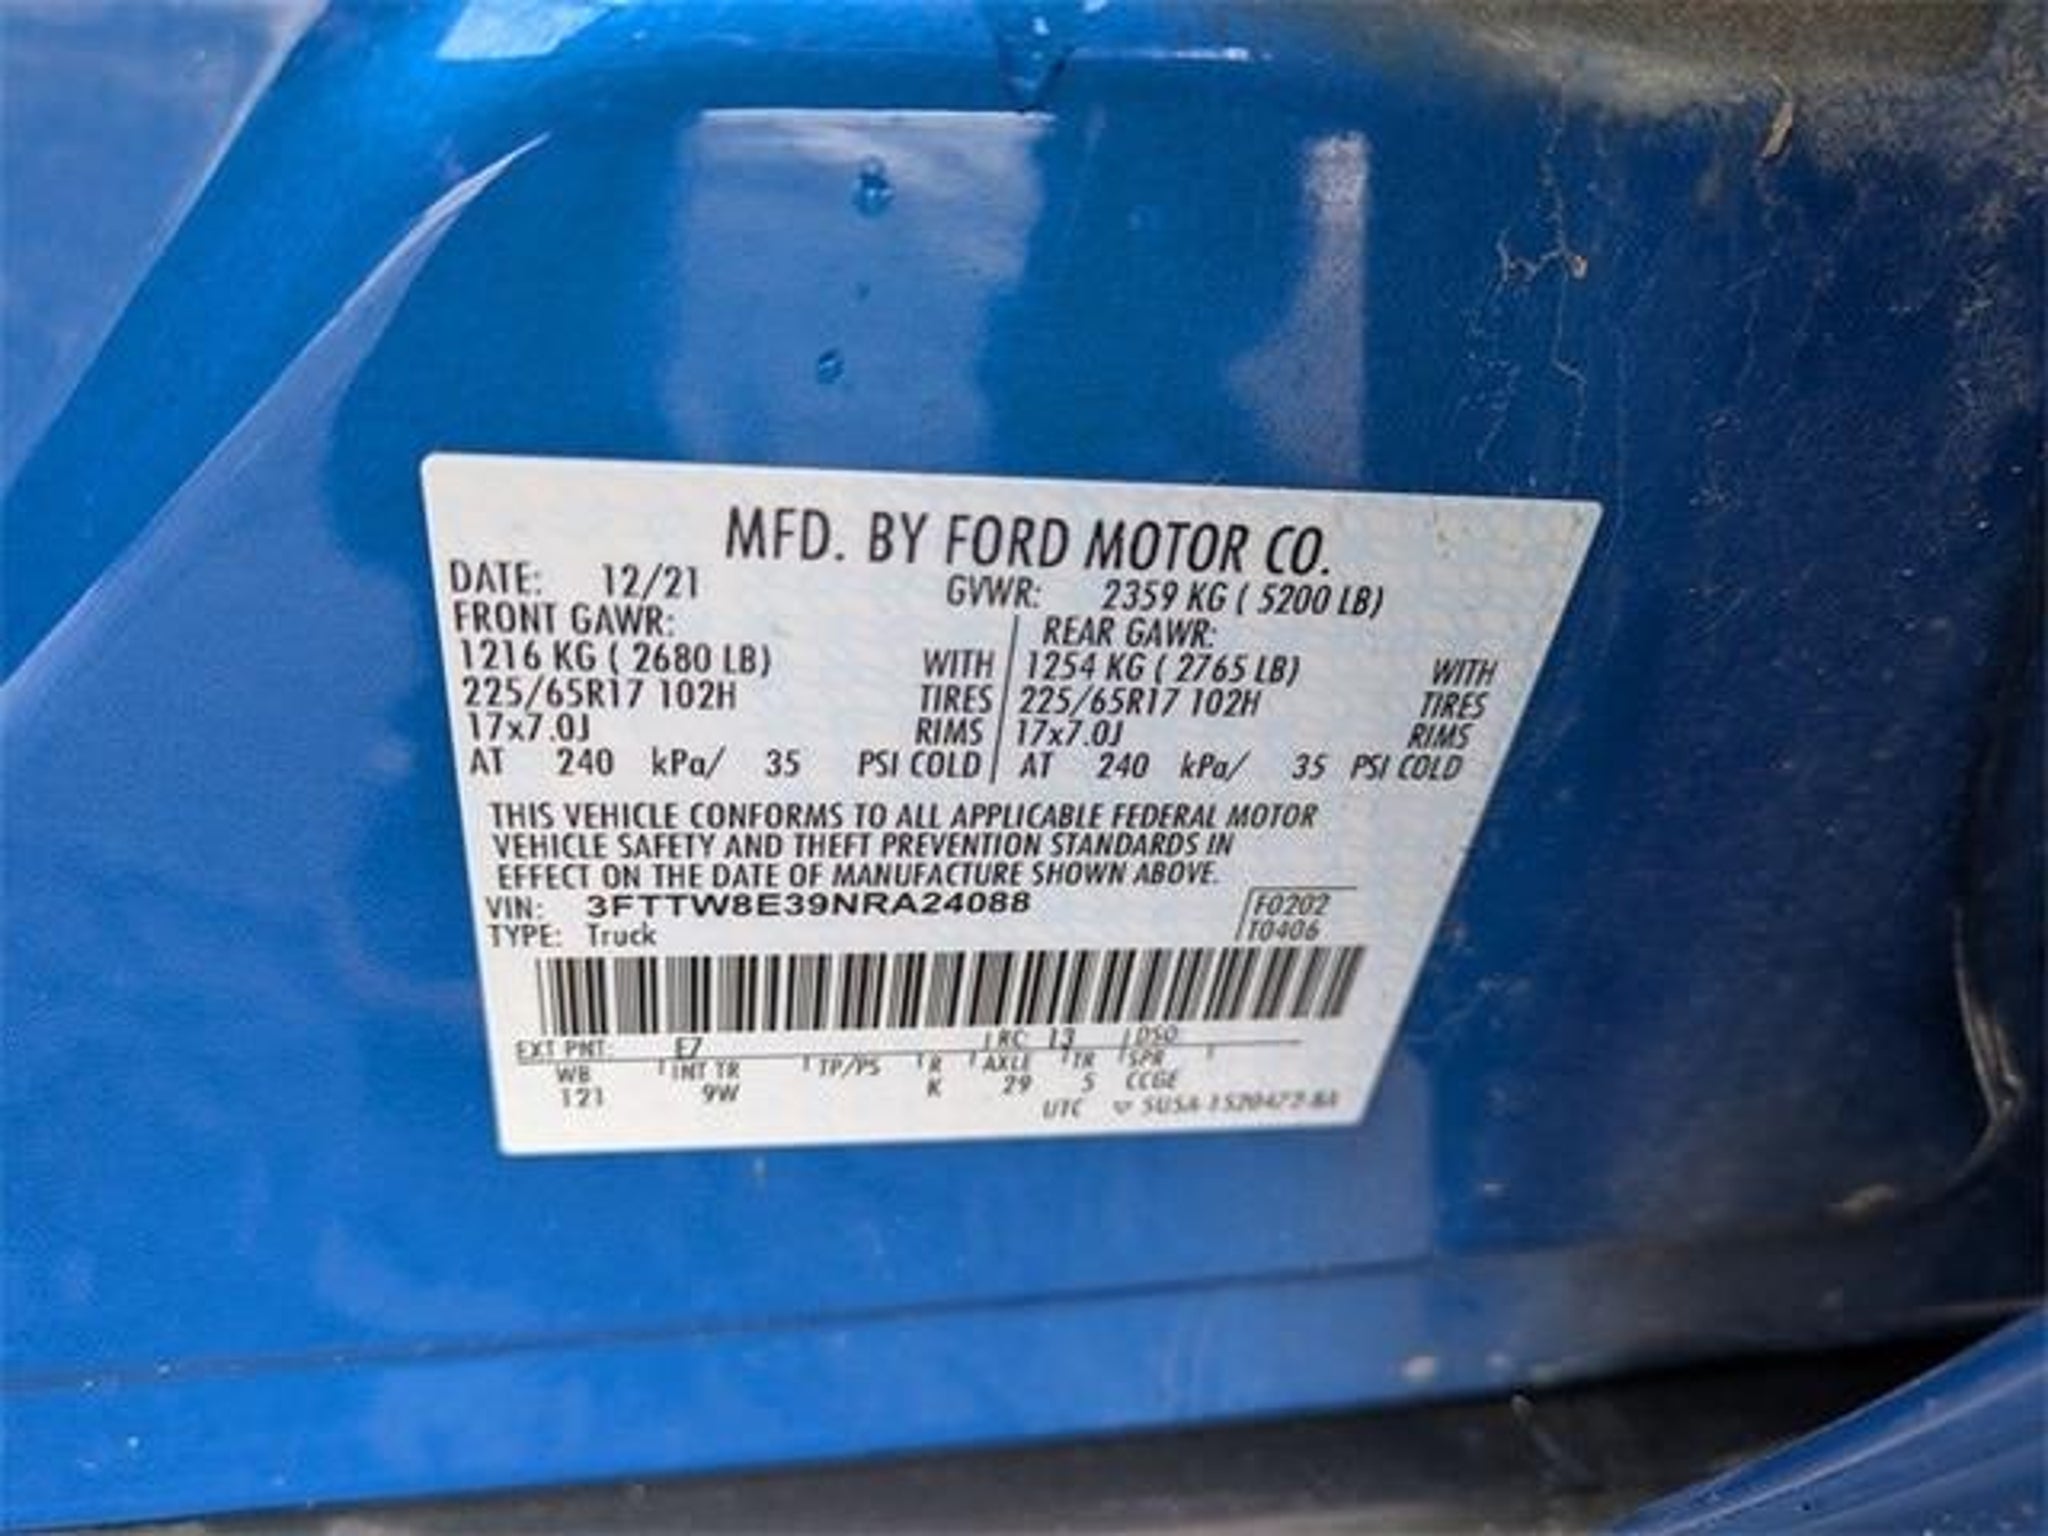 MFD. BY FORD MOTOR CO.
DATE: 12/21 GVWR: 2359 KG ( 5200 LB)
FRONT GAWR: REAR GAWR:
1216 KG ( 2680 LB) WITH 1254 KG ( 2765 LB) WITH
225/65R17 102H TIRES 225/65R17 102H TIRES
17x7.0J RIMS 17x7.0J RIMS
AT 240 kPa/ 35 PSI COLD AT 240 kPa/ 35 PSI COLD
THIS VEHICLE CONFORMS TO ALL APPLICABLE FEDERAL MOTOR
VEHICLE SAFETY AND THEFT PREVENTION STANDARDS IN
EFFECT ON THE DATE OF MANUFACTURE SHOWN ABOVE.
VIN: 3FTTW8E39NRA24088 F0202
TYPE: Truck T0406
EXT PNT: E7 RC: 13 DSO
WB INT TR TP/PS R AXLE TR SPR
121 9W K 29 5 CCGE
UTC